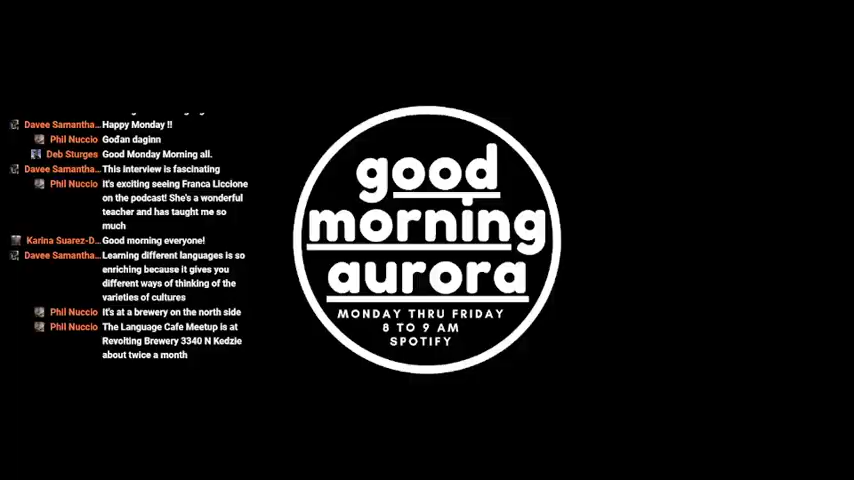 Davee Samantha... Happy Monday !!
Phil Nuccio Gođan daginn
Deb Sturges Good Monday Morning all.
Davee Samantha... This interview is fascinating
Phil Nuccio It's exciting seeing Franca Liccione
on the podcast! She's a wonderful
teacher and has taught me so
much
Karina Suarez-D... Good morning everyone!
Davee Samantha... Learning different languages is so
enriching because it gives you
different ways of thinking of the
varieties of cultures
Phil Nuccio It's at a brewery on the north side
Phil Nuccio The Language Cafe Meetup is at
Revolting Brewery 3340 N Kedzie
about twice a month
good
morning
aurora
MONDAY THRU FRIDAY
8 TO 9 AM
SPOTIFY